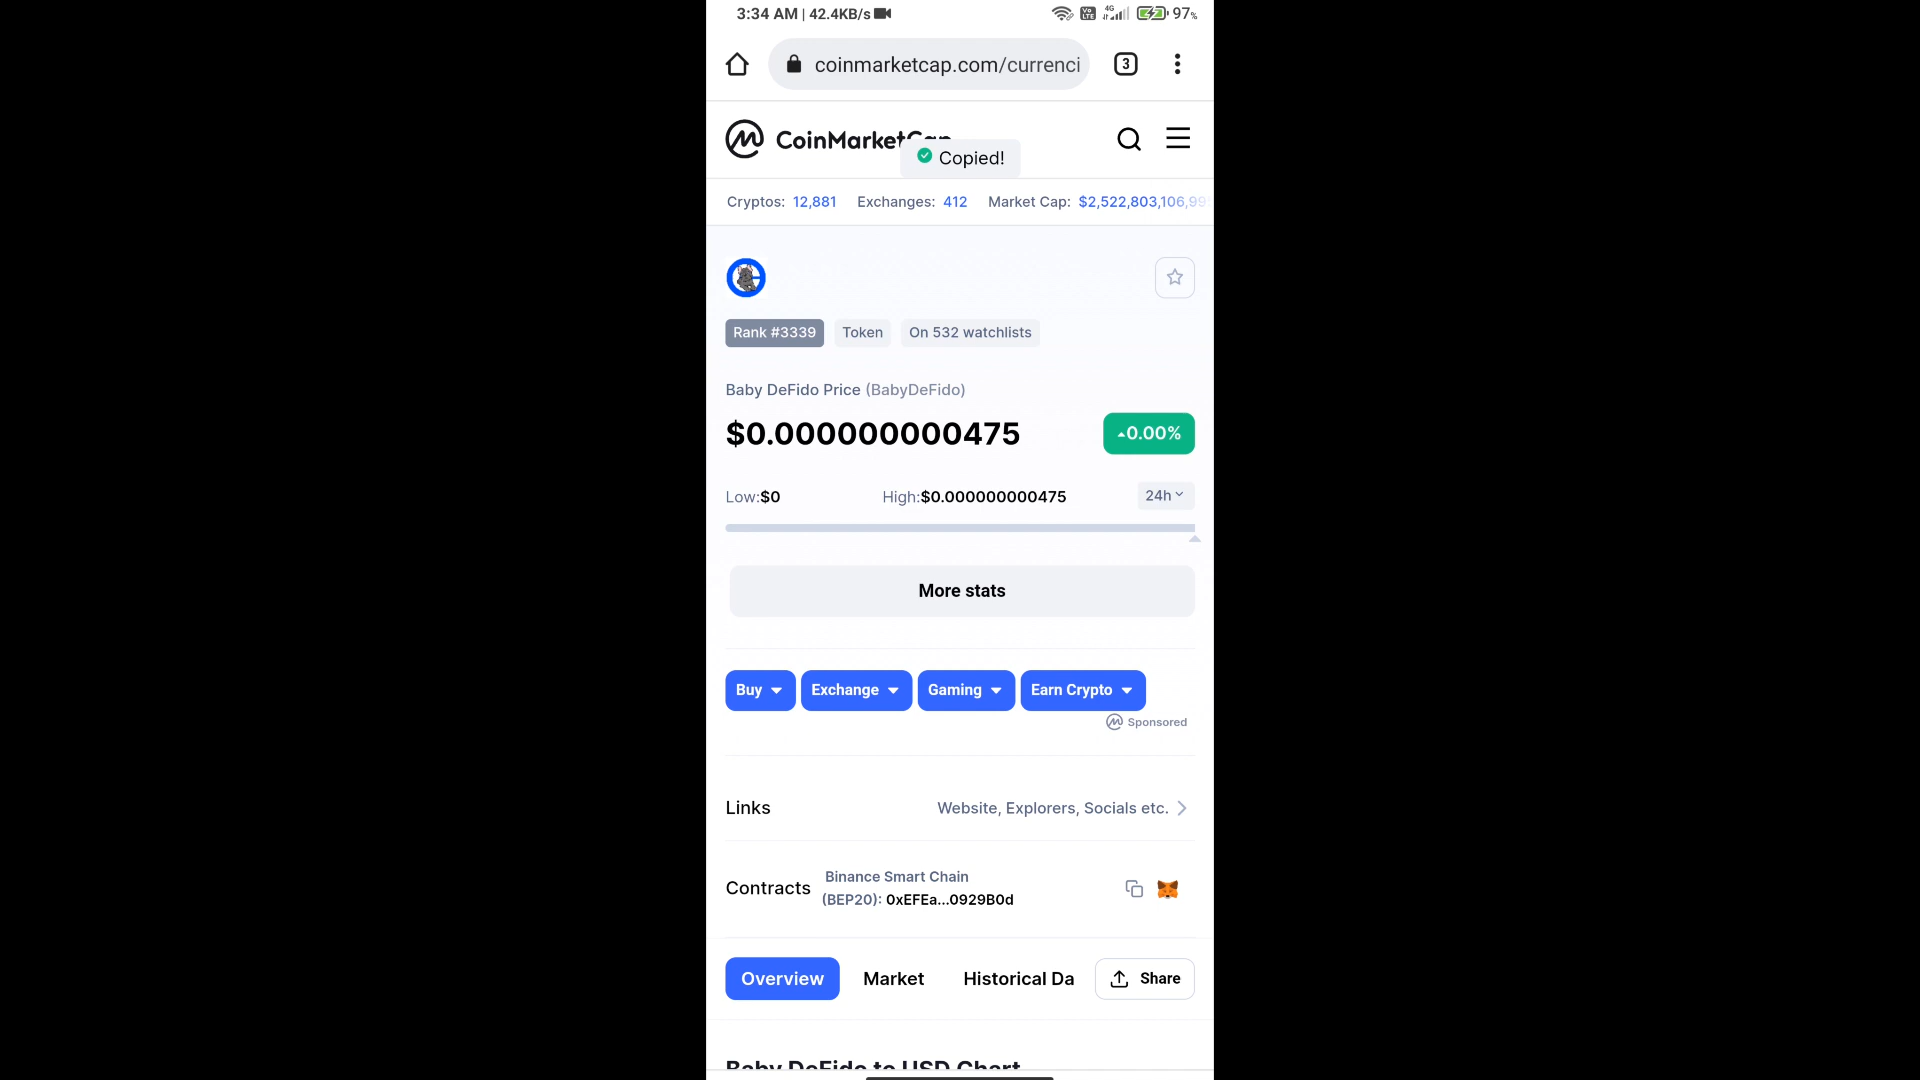 3:34 AM | 42.4KB/s
4G
97%
coinmarketcap.com/currenci
3
CoinMarketCap
Copied!
Cryptos: 12,881 Exchanges: 412 Market Cap: $2,522,803,106,99
Rank #3339 Token On 532 watchlists
Baby DeFido Price (BabyDeFido)
$0.000000000475
0.00%
Low:$0 High:$0.000000000475 24h
More stats
Buy Exchange Gaming Earn Crypto
Sponsored
Links Website, Explorers, Socials etc.
Contracts Binance Smart Chain
(BEP20): 0xEFEa...0929B0d
Overview Market Historical Da Share
Baby DeFido to USD Chart